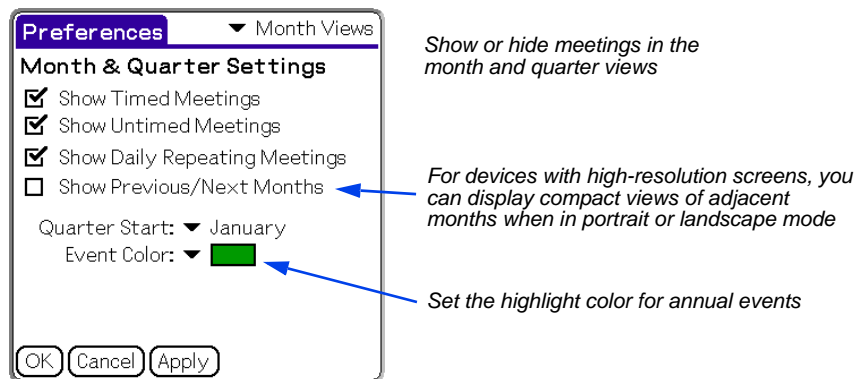 Preferences
Month Views
Month & Quarter Settings
Show Timed Meetings
Show Untimed Meetings
Show Daily Repeating Meetings
Show Previous/Next Months
Quarter Start: January
Event Color:
OK Cancel Apply
Show or hide meetings in the
month and quarter views
For devices with high-resolution screens, you
can display compact views of adjacent
months when in portrait or landscape mode
Set the highlight color for annual events